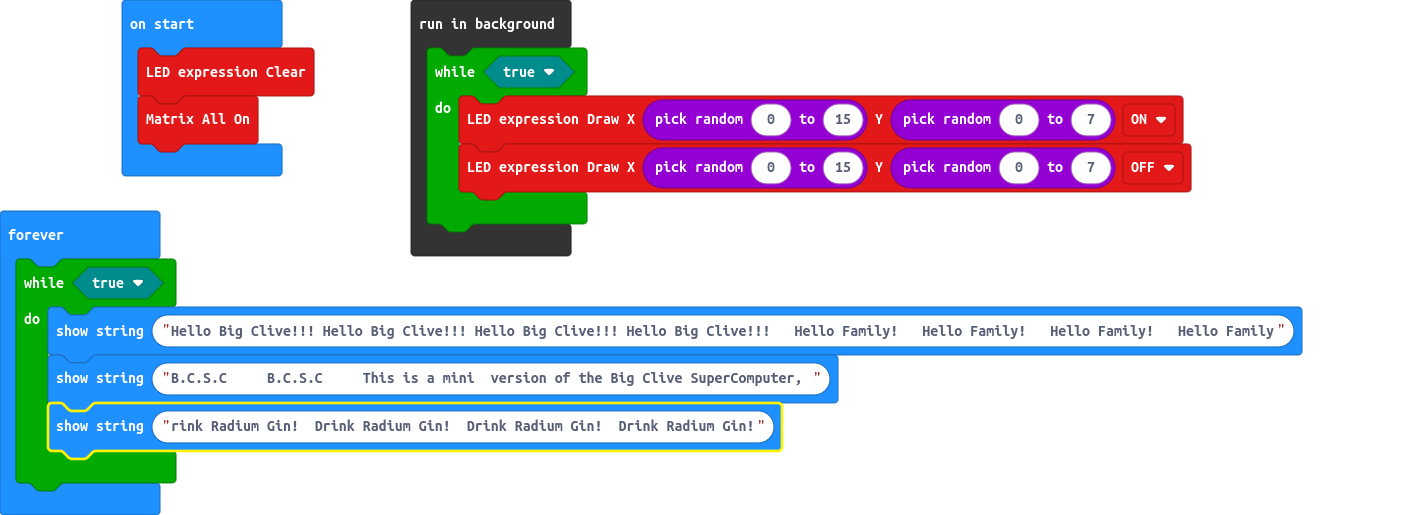 on start
LED expression Clear
Matrix All On
run in background
while true
do
LED expression Draw X pick random 0 to 15 Y pick random 0 to 7 ON
LED expression Draw X pick random 0 to 15 Y pick random 0 to 7 OFF
forever
while true
do
show string "Hello Big Clive!!! Hello Big Clive!!! Hello Big Clive!!! Hello Big Clive!!!   Hello Family!   Hello Family!   Hello Family!   Hello Family"
show string "B.C.S.C     B.C.S.C     This is a mini  version of the Big Clive SuperComputer, "
show string "rink Radium Gin!  Drink Radium Gin!  Drink Radium Gin!  Drink Radium Gin!"